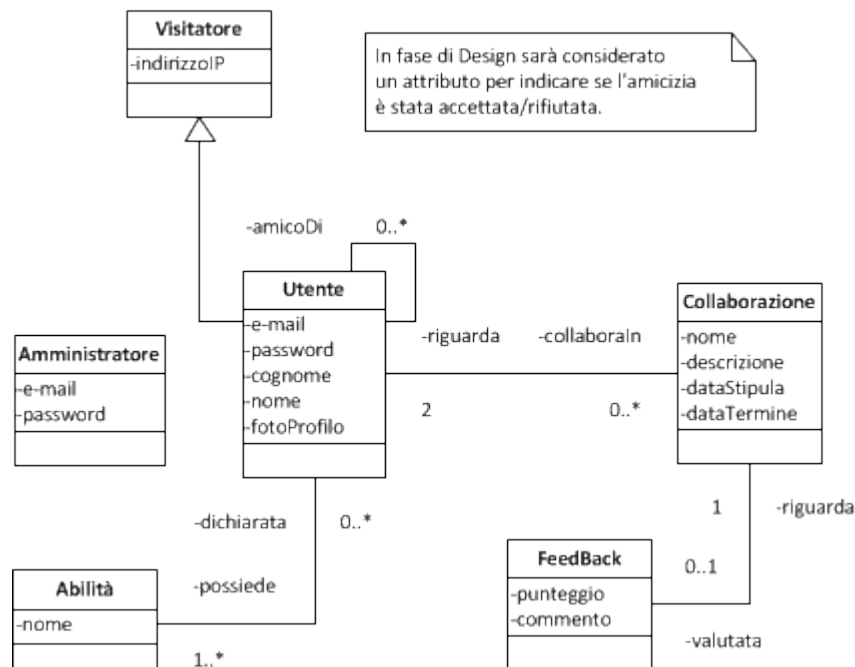 Visitatore
-indirizzoIP
In fase di Design sarà considerato
un attributo per indicare se l'amicizia
è stata accettata/rifiutata.
-amicoDi
0..*
Utente
-e-mail
-password
-cognome
-nome
-fotoProfilo
-riguarda
-collaboraIn
2
0..*
Collaborazione
-nome
-descrizione
-dataStipula
-dataTermine
Amministratore
-e-mail
-password
-dichiarata
0..*
1
-riguarda
Abilità
-nome
-possiede
1..*
FeedBack
-punteggio
-commento
0..1
-valutata